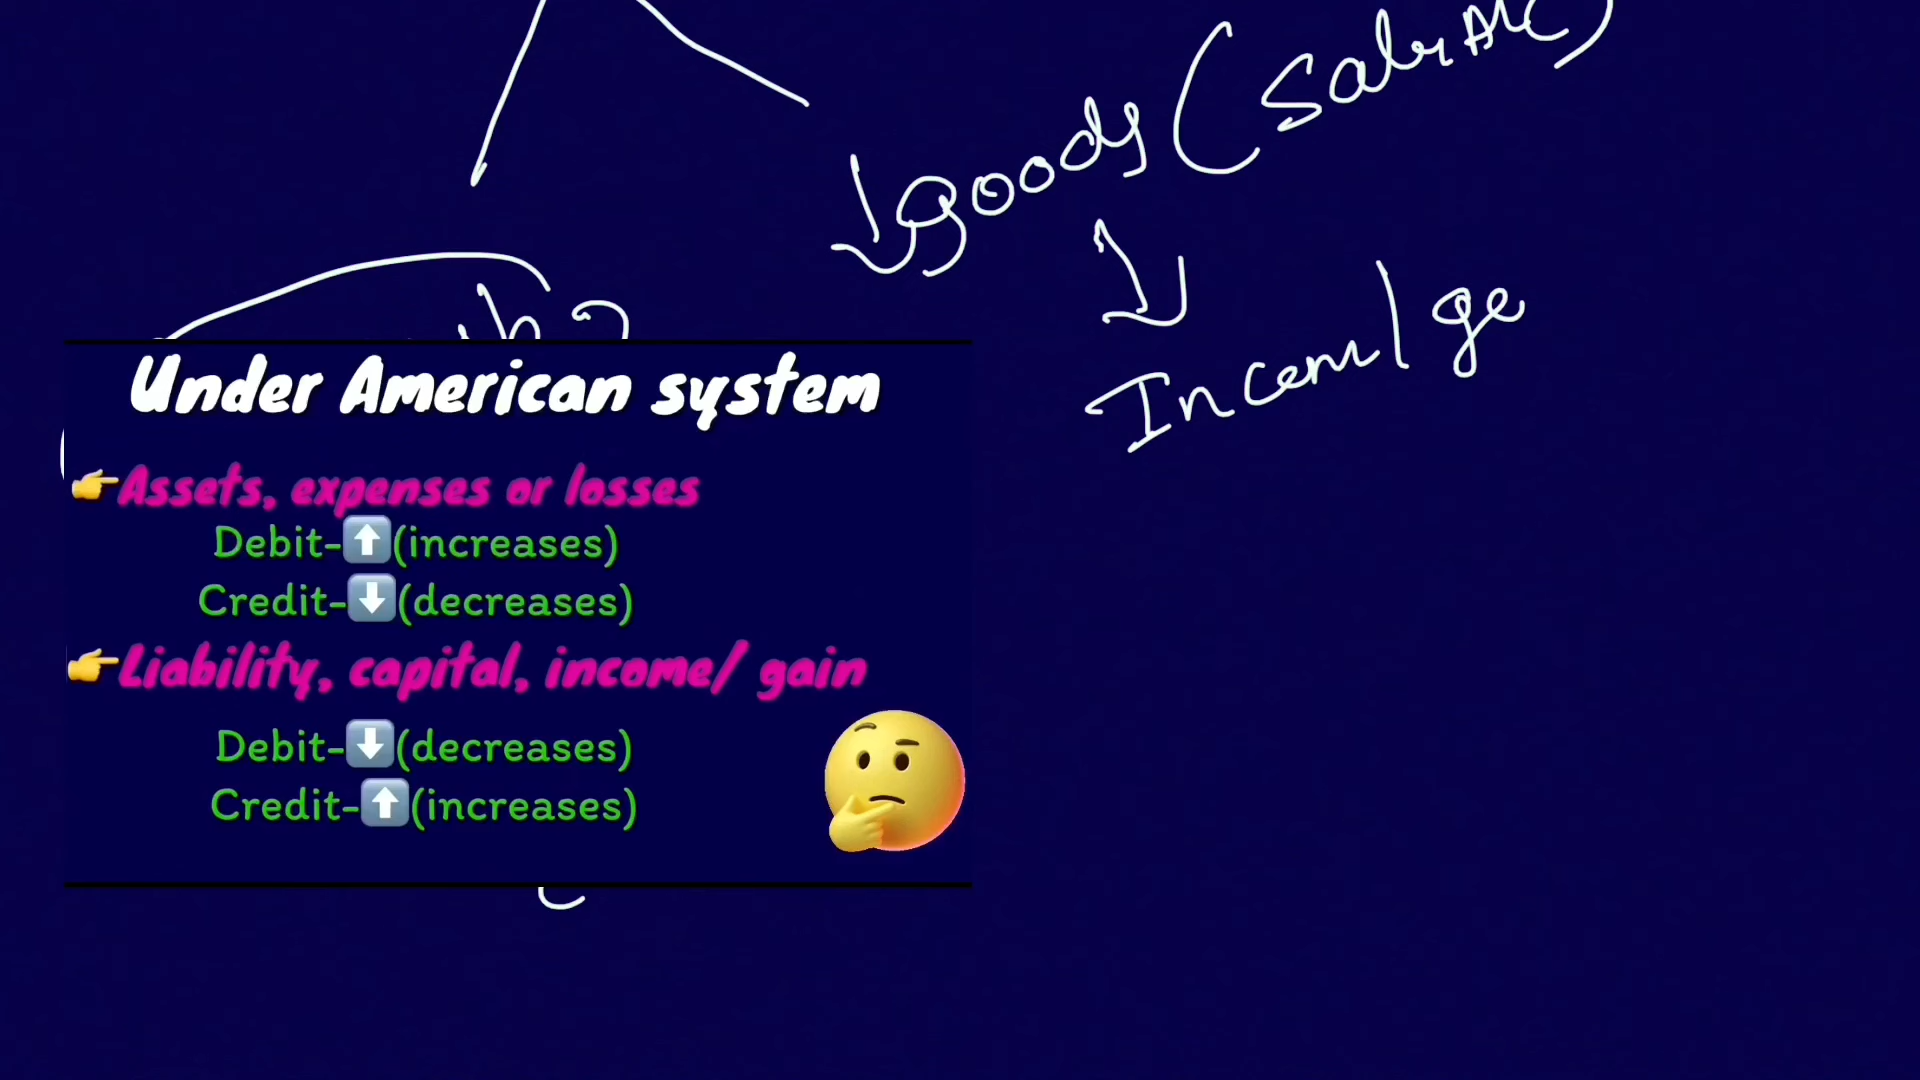 goods (Sales A/C)
Income/ ge
Under American system
👉Assets, expenses or losses
Debit-⬆️(increases)
Credit-⬇️(decreases)
👉Liability, capital, income/ gain
Debit-⬇️(decreases)
Credit-⬆️(increases)